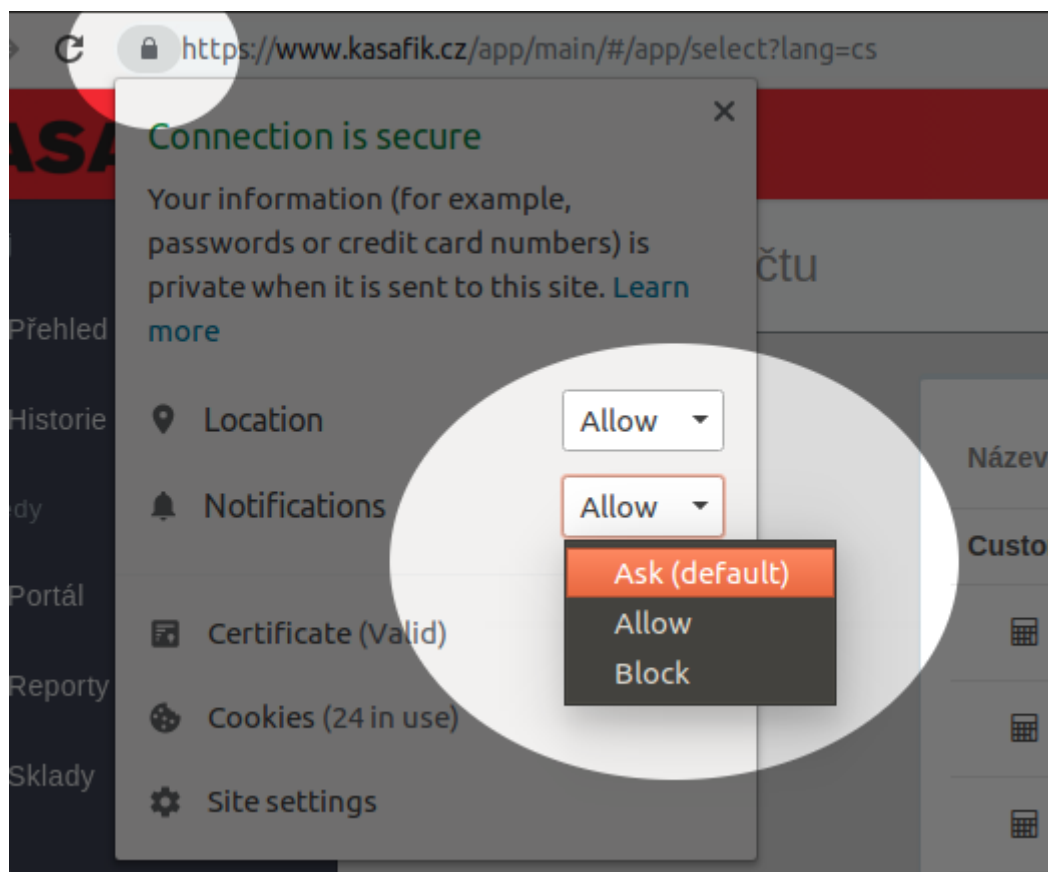 https://www.kasafik.cz/app/main/#/app/select?lang=cs
ASA
Connection is secure
Your information (for example,
passwords or credit card numbers) is
private when it is sent to this site. Learn
more
čtu
Přehled
Historie
Location Allow
Notifications Allow
Ask (default)
Allow
Block
Certificate (Valid)
Cookies (24 in use)
Site settings
edy
Portál
Reporty
Sklady
Název
Custo